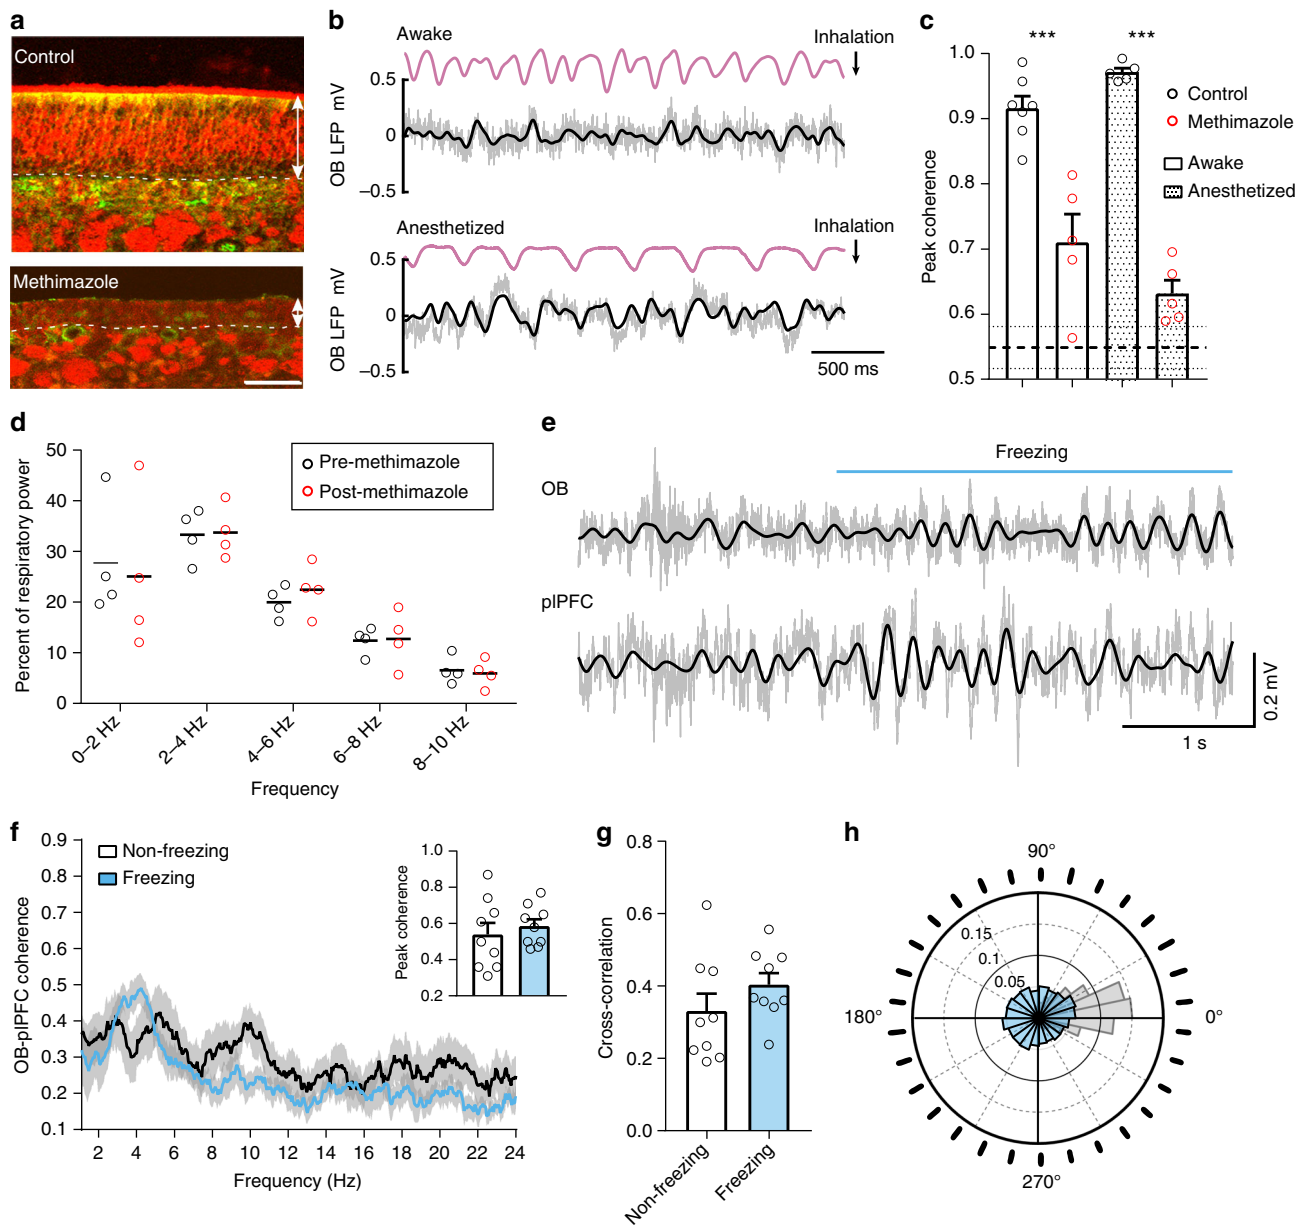 a
Control
Methimazole
b
Awake
Inhalation
0.5
0
−0.5
OB LFP mV
Anesthetized
Inhalation
0.5
0
−0.5
OB LFP mV
500 ms
c
***
***
1.0
0.9
0.8
0.7
0.6
0.5
Peak coherence
Control
Methimazole
Awake
Anesthetized
d
50
40
30
20
10
0
Percent of respiratory power
Pre-methimazole
Post-methimazole
0–2 Hz
2–4 Hz
4–6 Hz
6–8 Hz
8–10 Hz
Frequency
e
Freezing
OB
plPFC
0.2 mV
1 s
f
0.9
0.8
0.7
0.6
0.5
0.4
0.3
0.2
0.1
OB-plPFC coherence
Non-freezing
Freezing
1.0
0.8
0.6
0.4
0.2
Peak coherence
2 4 6 8 10 12 14 16 18 20 22 24
Frequency (Hz)
g
0.8
0.6
0.4
0.2
0.0
Cross-correlation
Non-freezing
Freezing
h
90°
0.15
0.1
0.05
180°
0°
270°